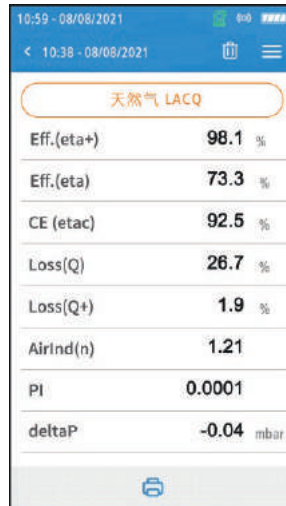 10:59 - 08/08/2021
< 10:38 - 08/08/2021
天然气 LACQ
Eff.(eta+) 98.1 %
Eff.(eta) 73.3 %
CE (etac) 92.5 %
Loss(Q) 26.7 %
Loss(Q+) 1.9 %
AirInd(n) 1.21
PI 0.0001
deltaP -0.04 mbar